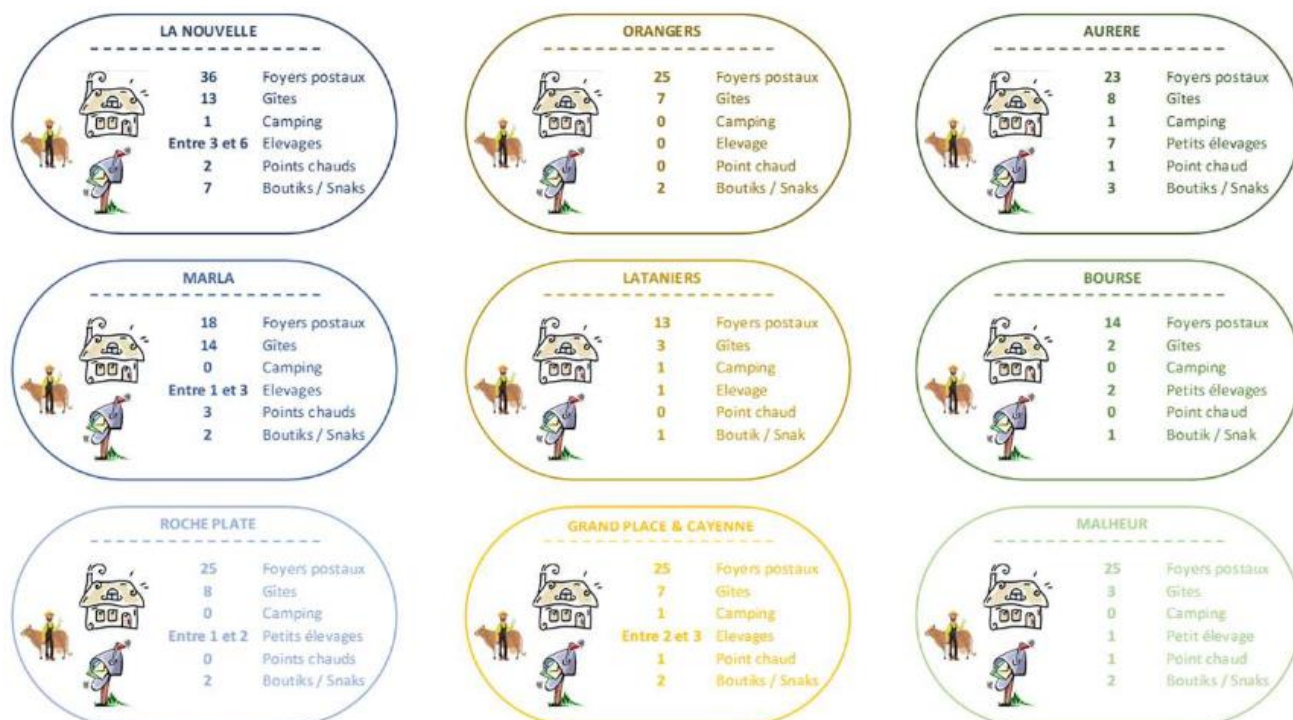 LA NOUVELLE
36 Foyers postaux
13 Gîtes
1 Camping
Entre 3 et 6 Elevages
2 Points chauds
7 Boutiks / Snaks
ORANGERS
25 Foyers postaux
7 Gîtes
0 Camping
0 Elevage
0 Point chaud
2 Boutiks / Snaks
AURERE
23 Foyers postaux
8 Gîtes
1 Camping
7 Petits élevages
1 Point chaud
3 Boutiks / Snaks
MARLA
18 Foyers postaux
14 Gîtes
0 Camping
Entre 1 et 3 Elevages
3 Points chauds
2 Boutiks / Snaks
LATANIERS
13 Foyers postaux
3 Gîtes
1 Camping
1 Elevage
0 Point chaud
1 Boutik / Snak
BOURSE
14 Foyers postaux
2 Gîtes
0 Camping
2 Petits élevages
0 Point chaud
1 Boutik / Snak
ROCHE PLATE
25 Foyers postaux
8 Gîtes
0 Camping
Entre 1 et 2 Petits élevages
0 Points chauds
2 Boutiks / Snaks
GRAND PLACE & CAYENNE
25 Foyers postaux
7 Gîtes
1 Camping
Entre 2 et 3 Elevages
1 Point chaud
2 Boutiks / Snaks
MALHEUR
25 Foyers postaux
3 Gîtes
0 Camping
1 Petit élevage
1 Point chaud
2 Boutiks / Snaks